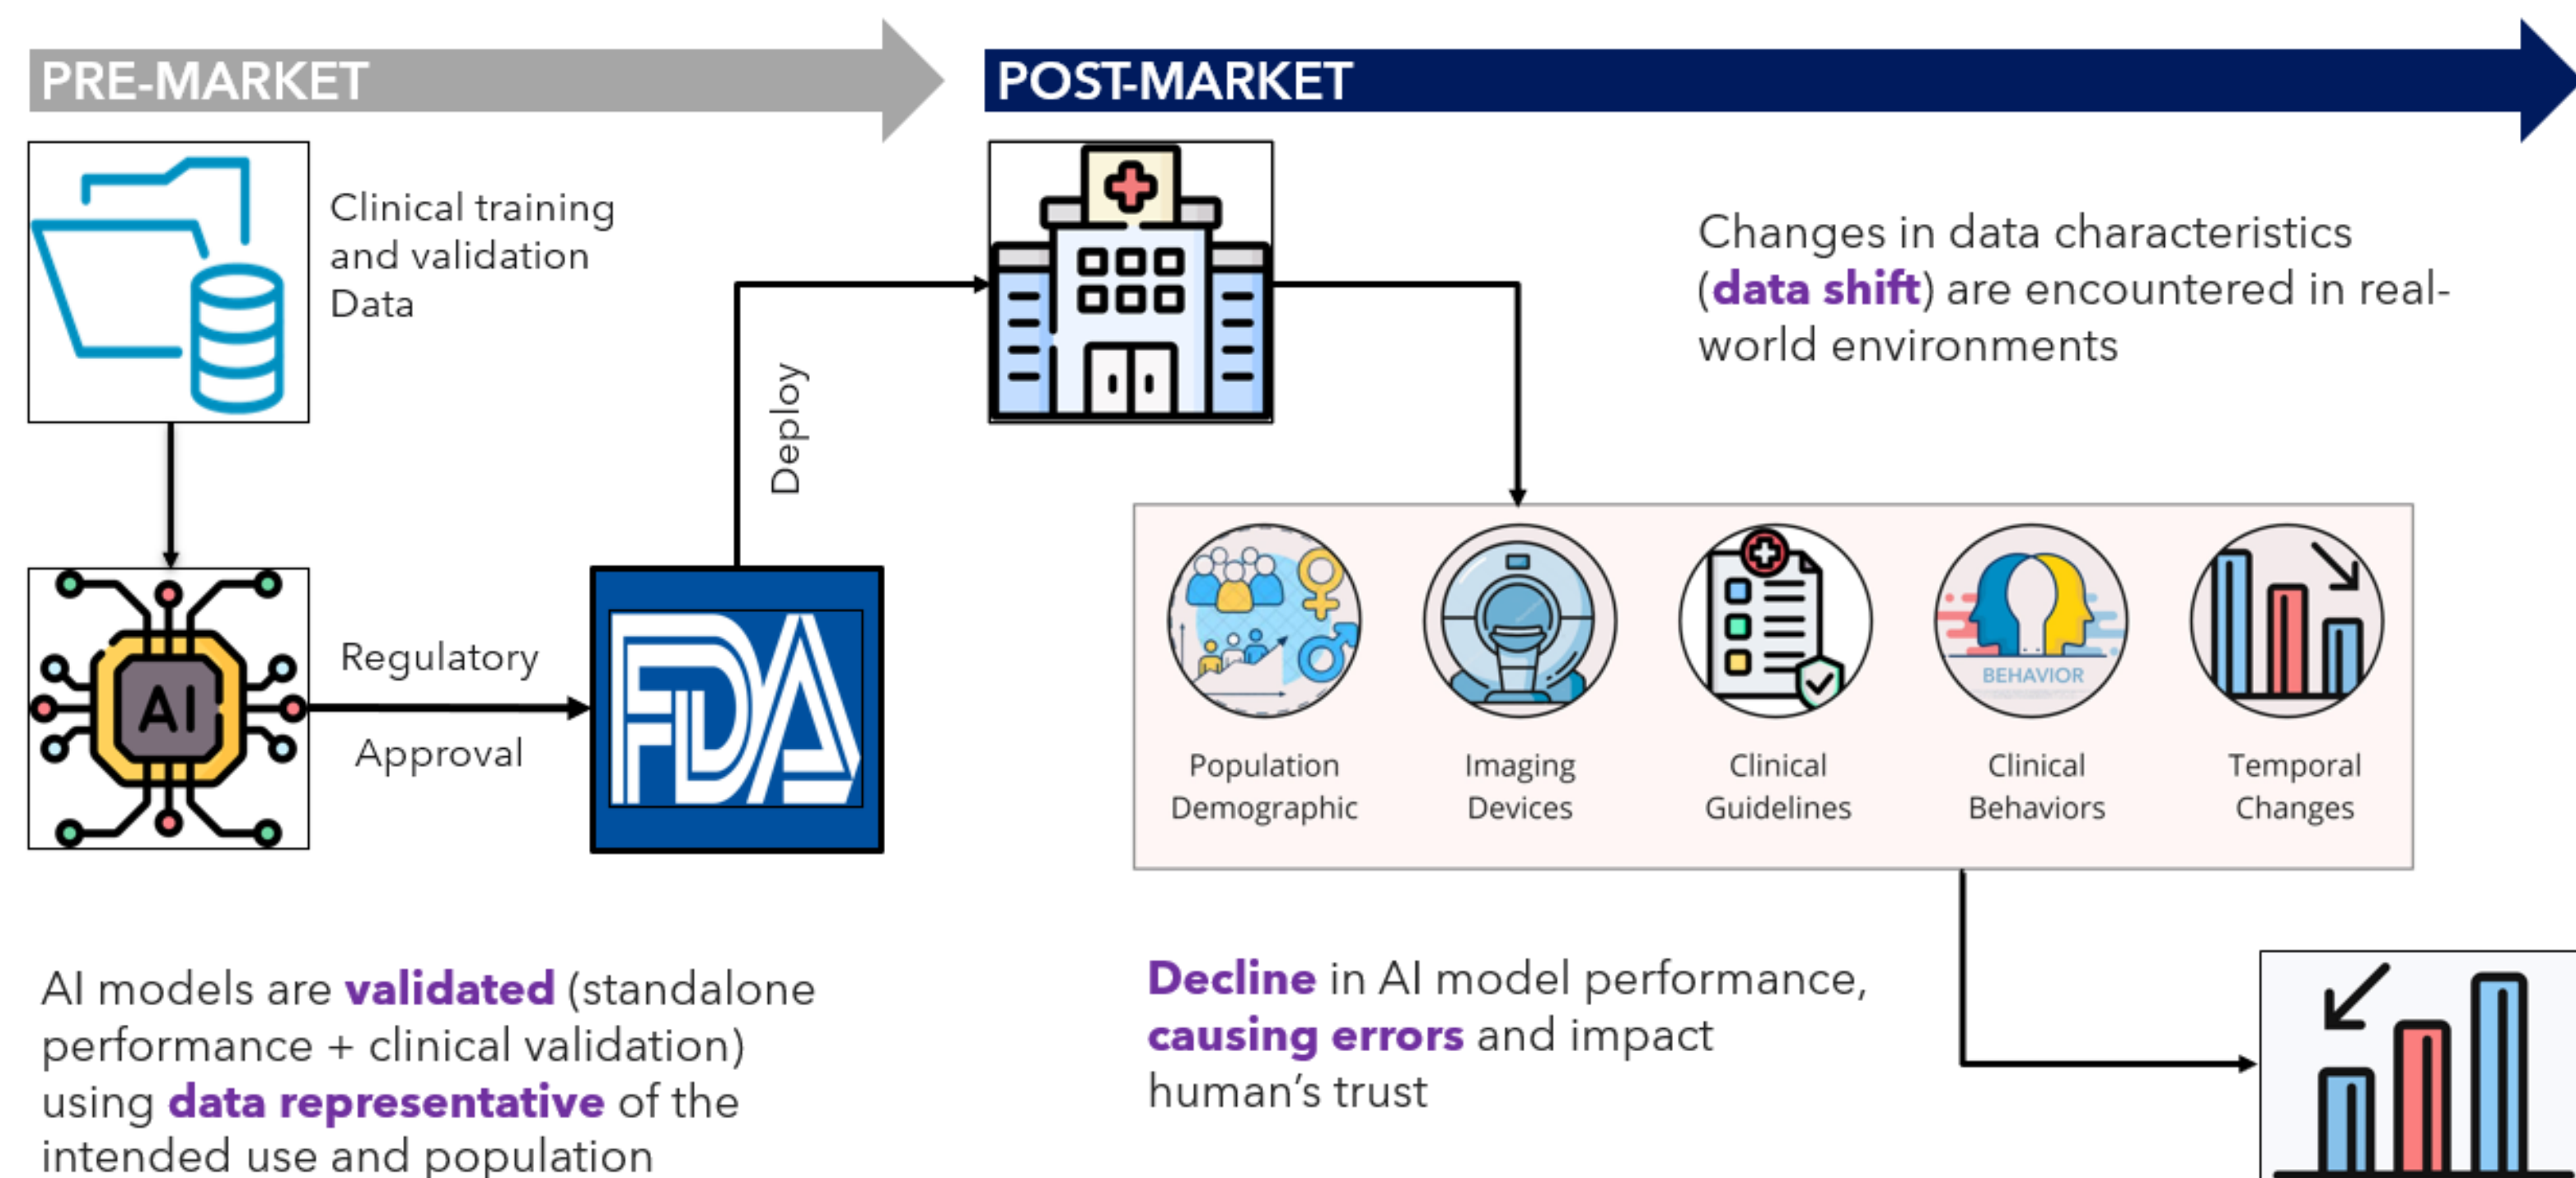 PRE-MARKET
POST-MARKET
Clinical training
and validation
Data
Changes in data characteristics
(data shift) are encountered in real-
world environments
Deploy
AI
Regulatory
Approval
FDA
BEHAVIOR
Population
Demographic
Imaging
Devices
Clinical
Guidelines
Clinical
Behaviors
Temporal
Changes
AI models are validated (standalone
performance + clinical validation)
using data representative of the
intended use and population
Decline in AI model performance,
causing errors and impact
human's trust